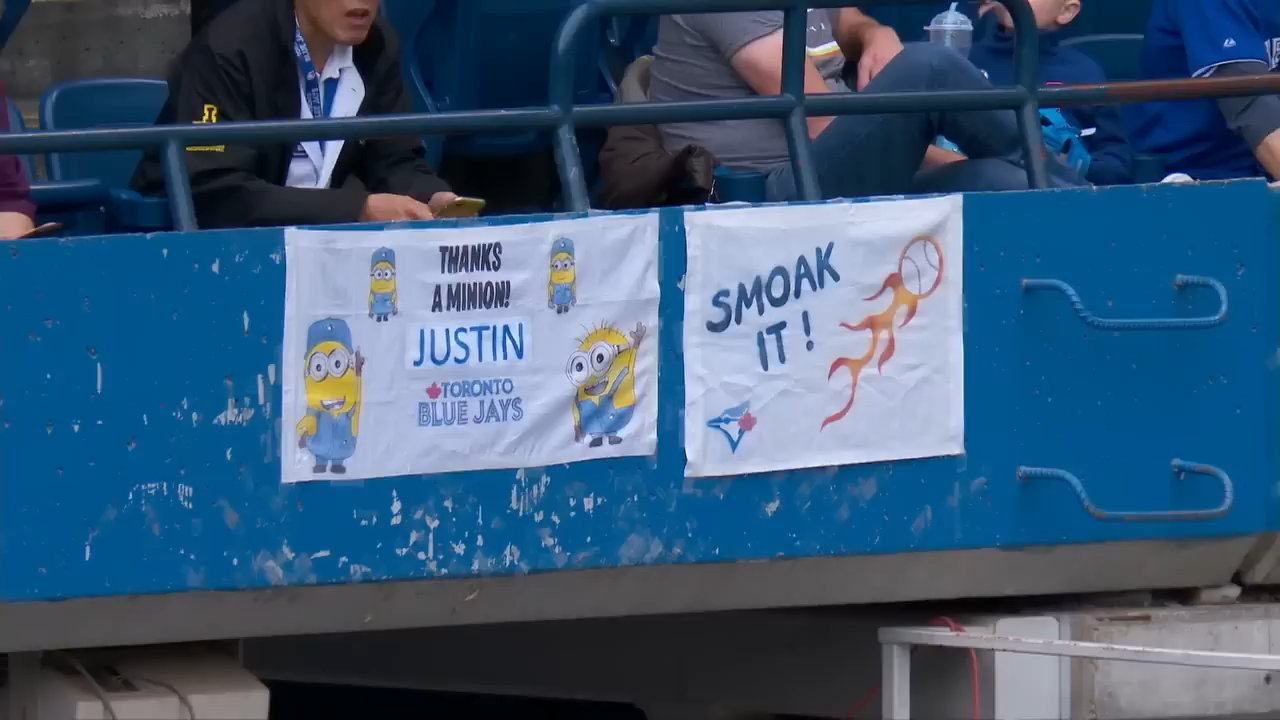 THANKS
A MINION!
JUSTIN
TORONTO
BLUE JAYS
SMOAK
IT!